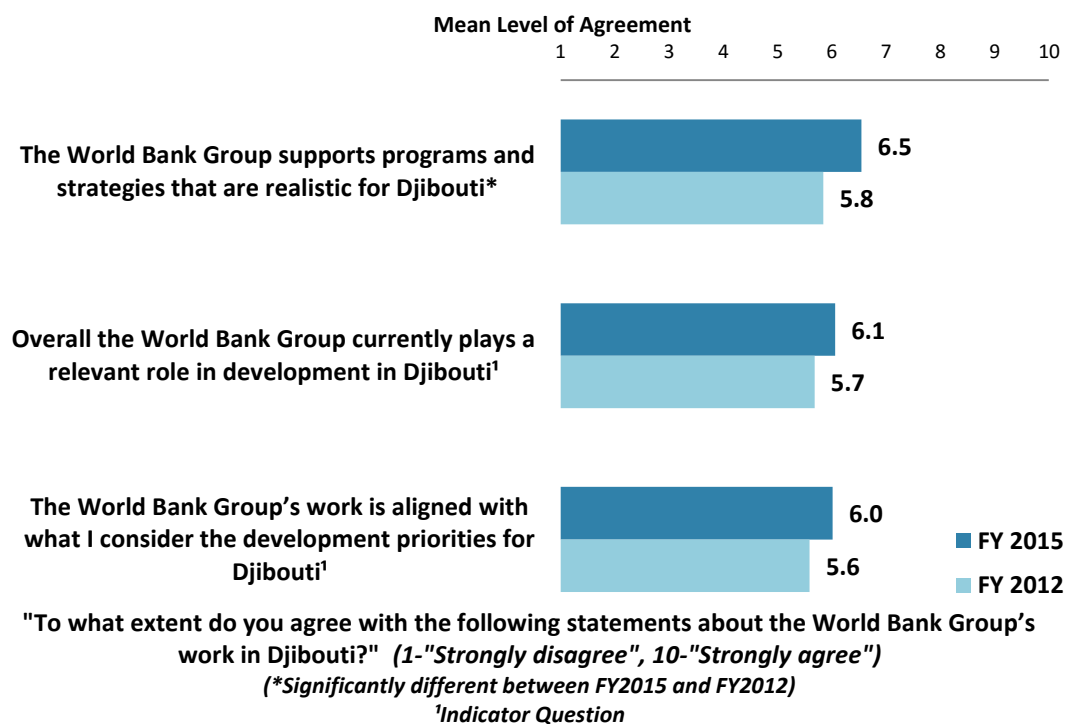 Mean Level of Agreement
1 2 3 4 5 6 7 8 9 10
The World Bank Group supports programs and
strategies that are realistic for Djibouti*
6.5
5.8
Overall the World Bank Group currently plays a
relevant role in development in Djibouti¹
6.1
5.7
The World Bank Group’s work is aligned with
what I consider the development priorities for
Djibouti¹
6.0
5.6
FY 2015
FY 2012
"To what extent do you agree with the following statements about the World Bank Group’s
work in Djibouti?" (1-"Strongly disagree", 10-"Strongly agree")
(*Significantly different between FY2015 and FY2012)
¹Indicator Question